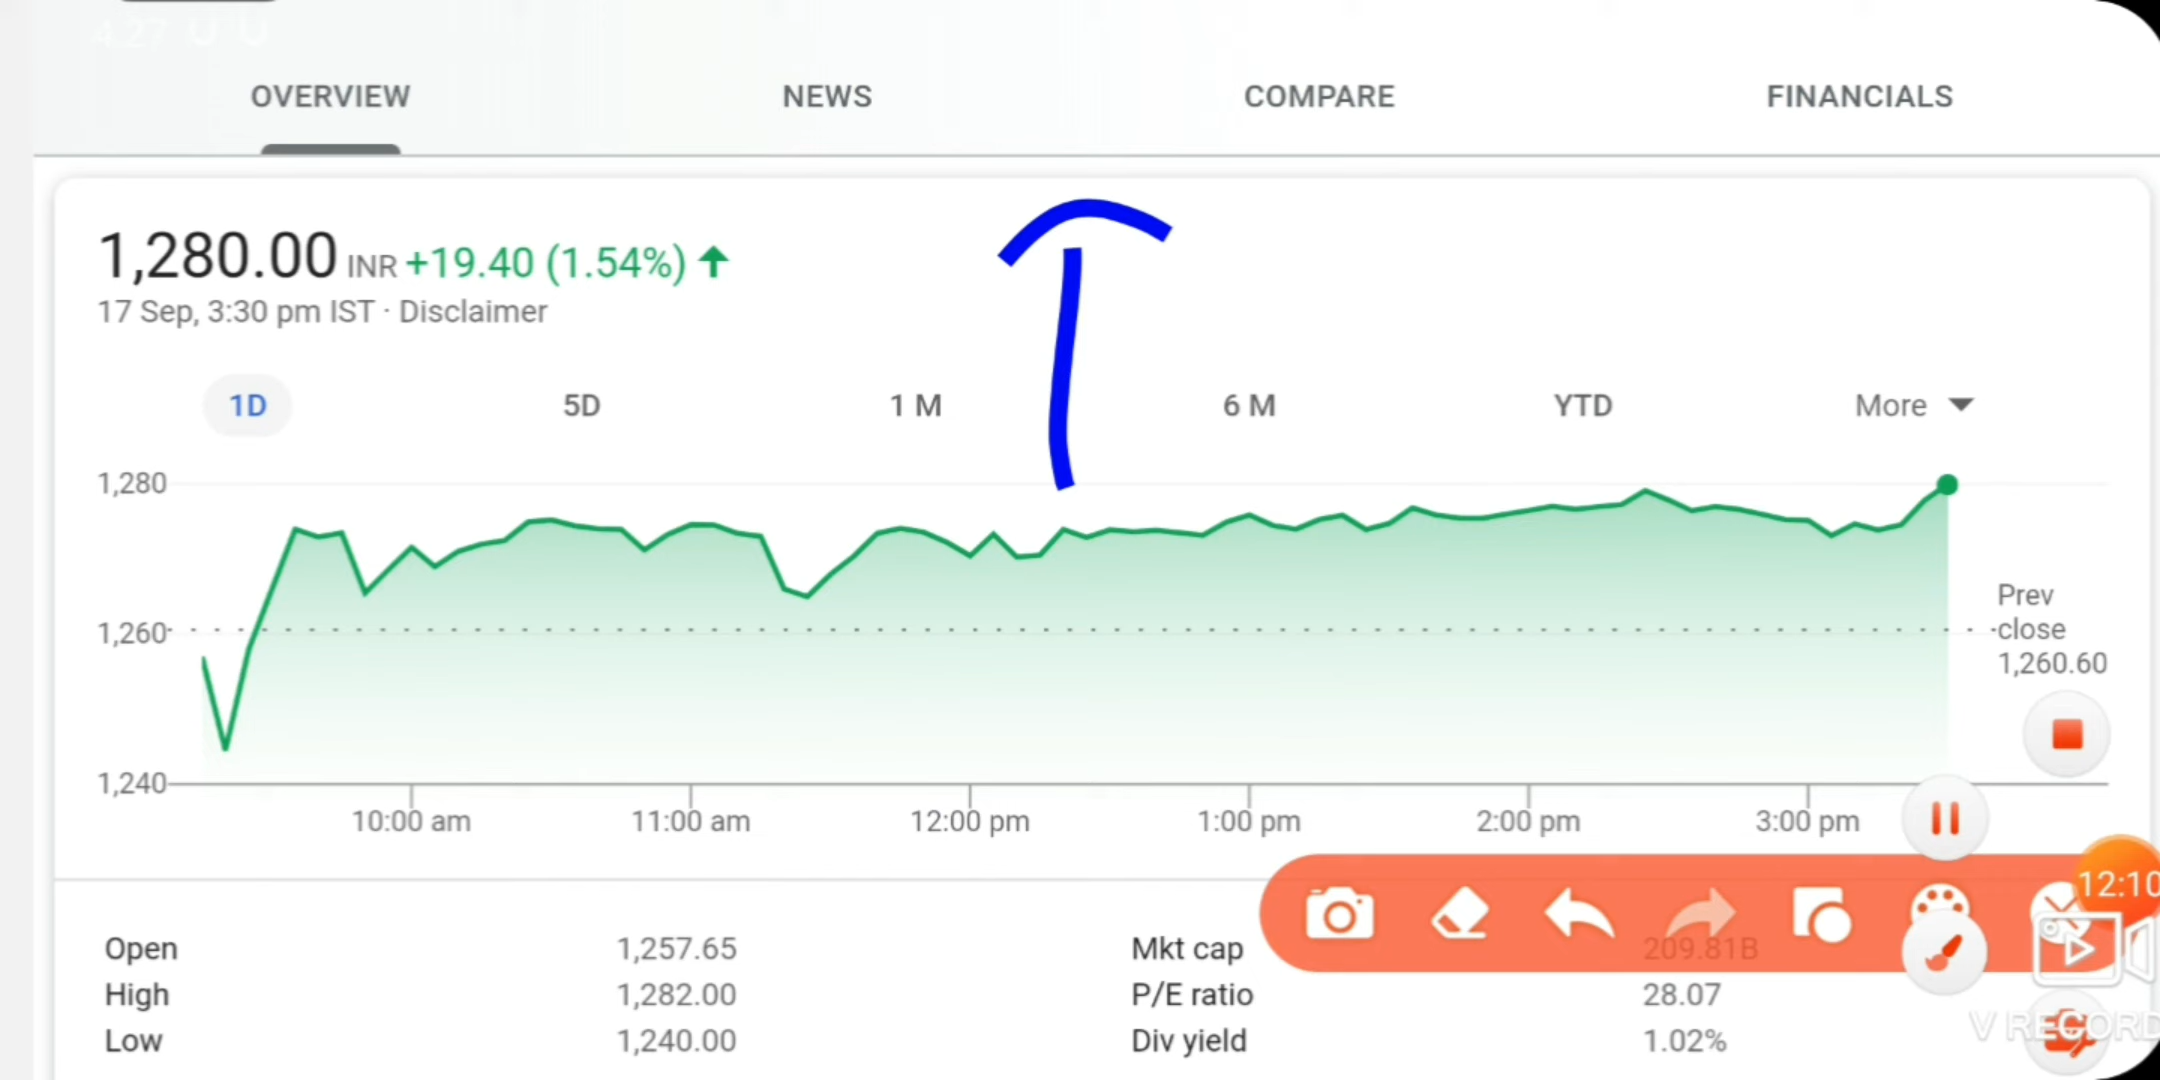 4:27
OVERVIEW NEWS COMPARE FINANCIALS
1,280.00 INR +19.40 (1.54%)
17 Sep, 3:30 pm IST · Disclaimer
1D 5D 1 M 6 M YTD More
1,280
1,260
1,240
Prev
close
1,260.60
10:00 am 11:00 am 12:00 pm 1:00 pm 2:00 pm 3:00 pm
12:10
Open 1,257.65 Mkt cap 209.81B
High 1,282.00 P/E ratio 28.07
Low 1,240.00 Div yield 1.02%
V RECORD